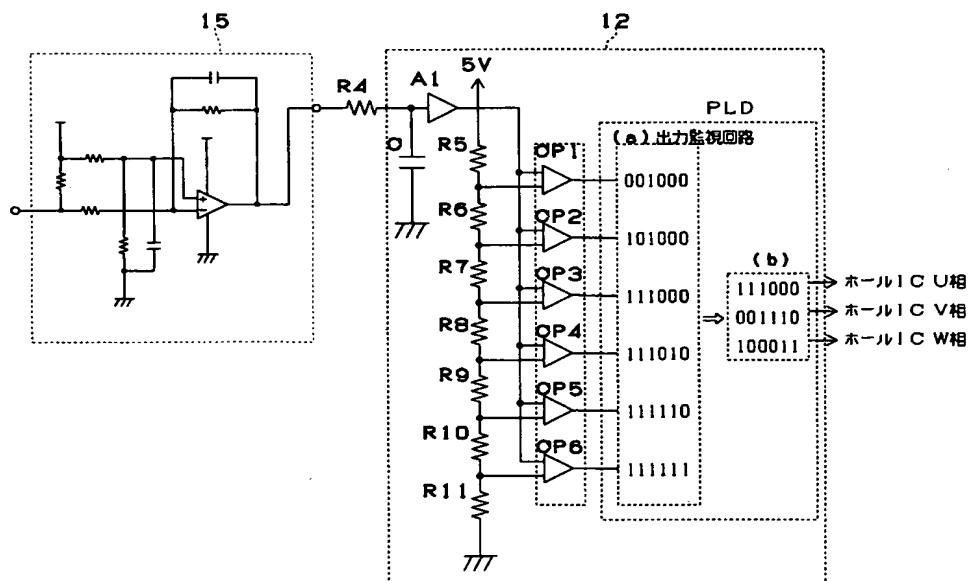 15
12
R4
A1
5V
C
PLD
(a)出力監視回路
R5
OP1
001000
R6
OP2
101000
(b)
R7
OP3
111000
111000
ホールIC U相
⇒
001110
ホールIC V相
100011
ホールIC W相
R8
OP4
111010
R9
OP5
111110
R10
OP6
111111
R11